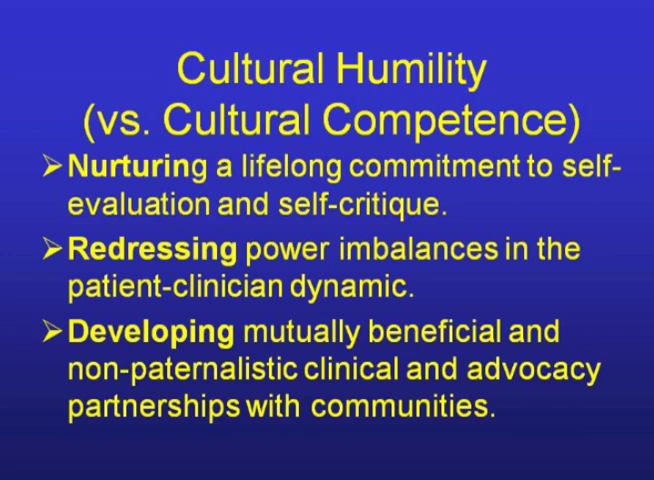 Cultural Humility
(vs. Cultural Competence)
➢Nurturing a lifelong commitment to self-
evaluation and self-critique.
➢Redressing power imbalances in the
patient-clinician dynamic.
➢Developing mutually beneficial and
non-paternalistic clinical and advocacy
partnerships with communities.